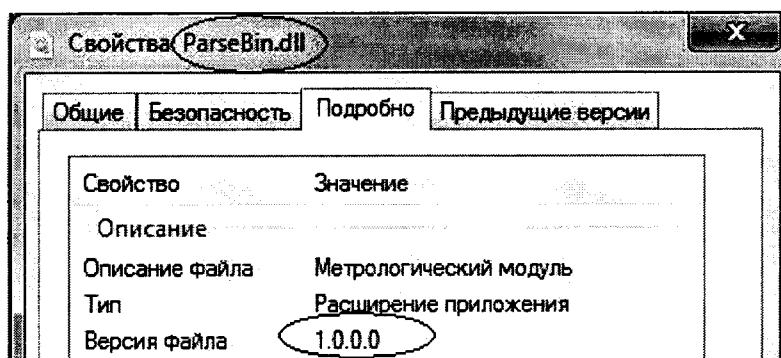 Свойства: ParseBin.dll
X
Общие Безопасность Подробно Предыдущие версии
Свойство Значение
Описание
Описание файла Метрологический модуль
Тип Расширение приложения
Версия файла 1.0.0.0